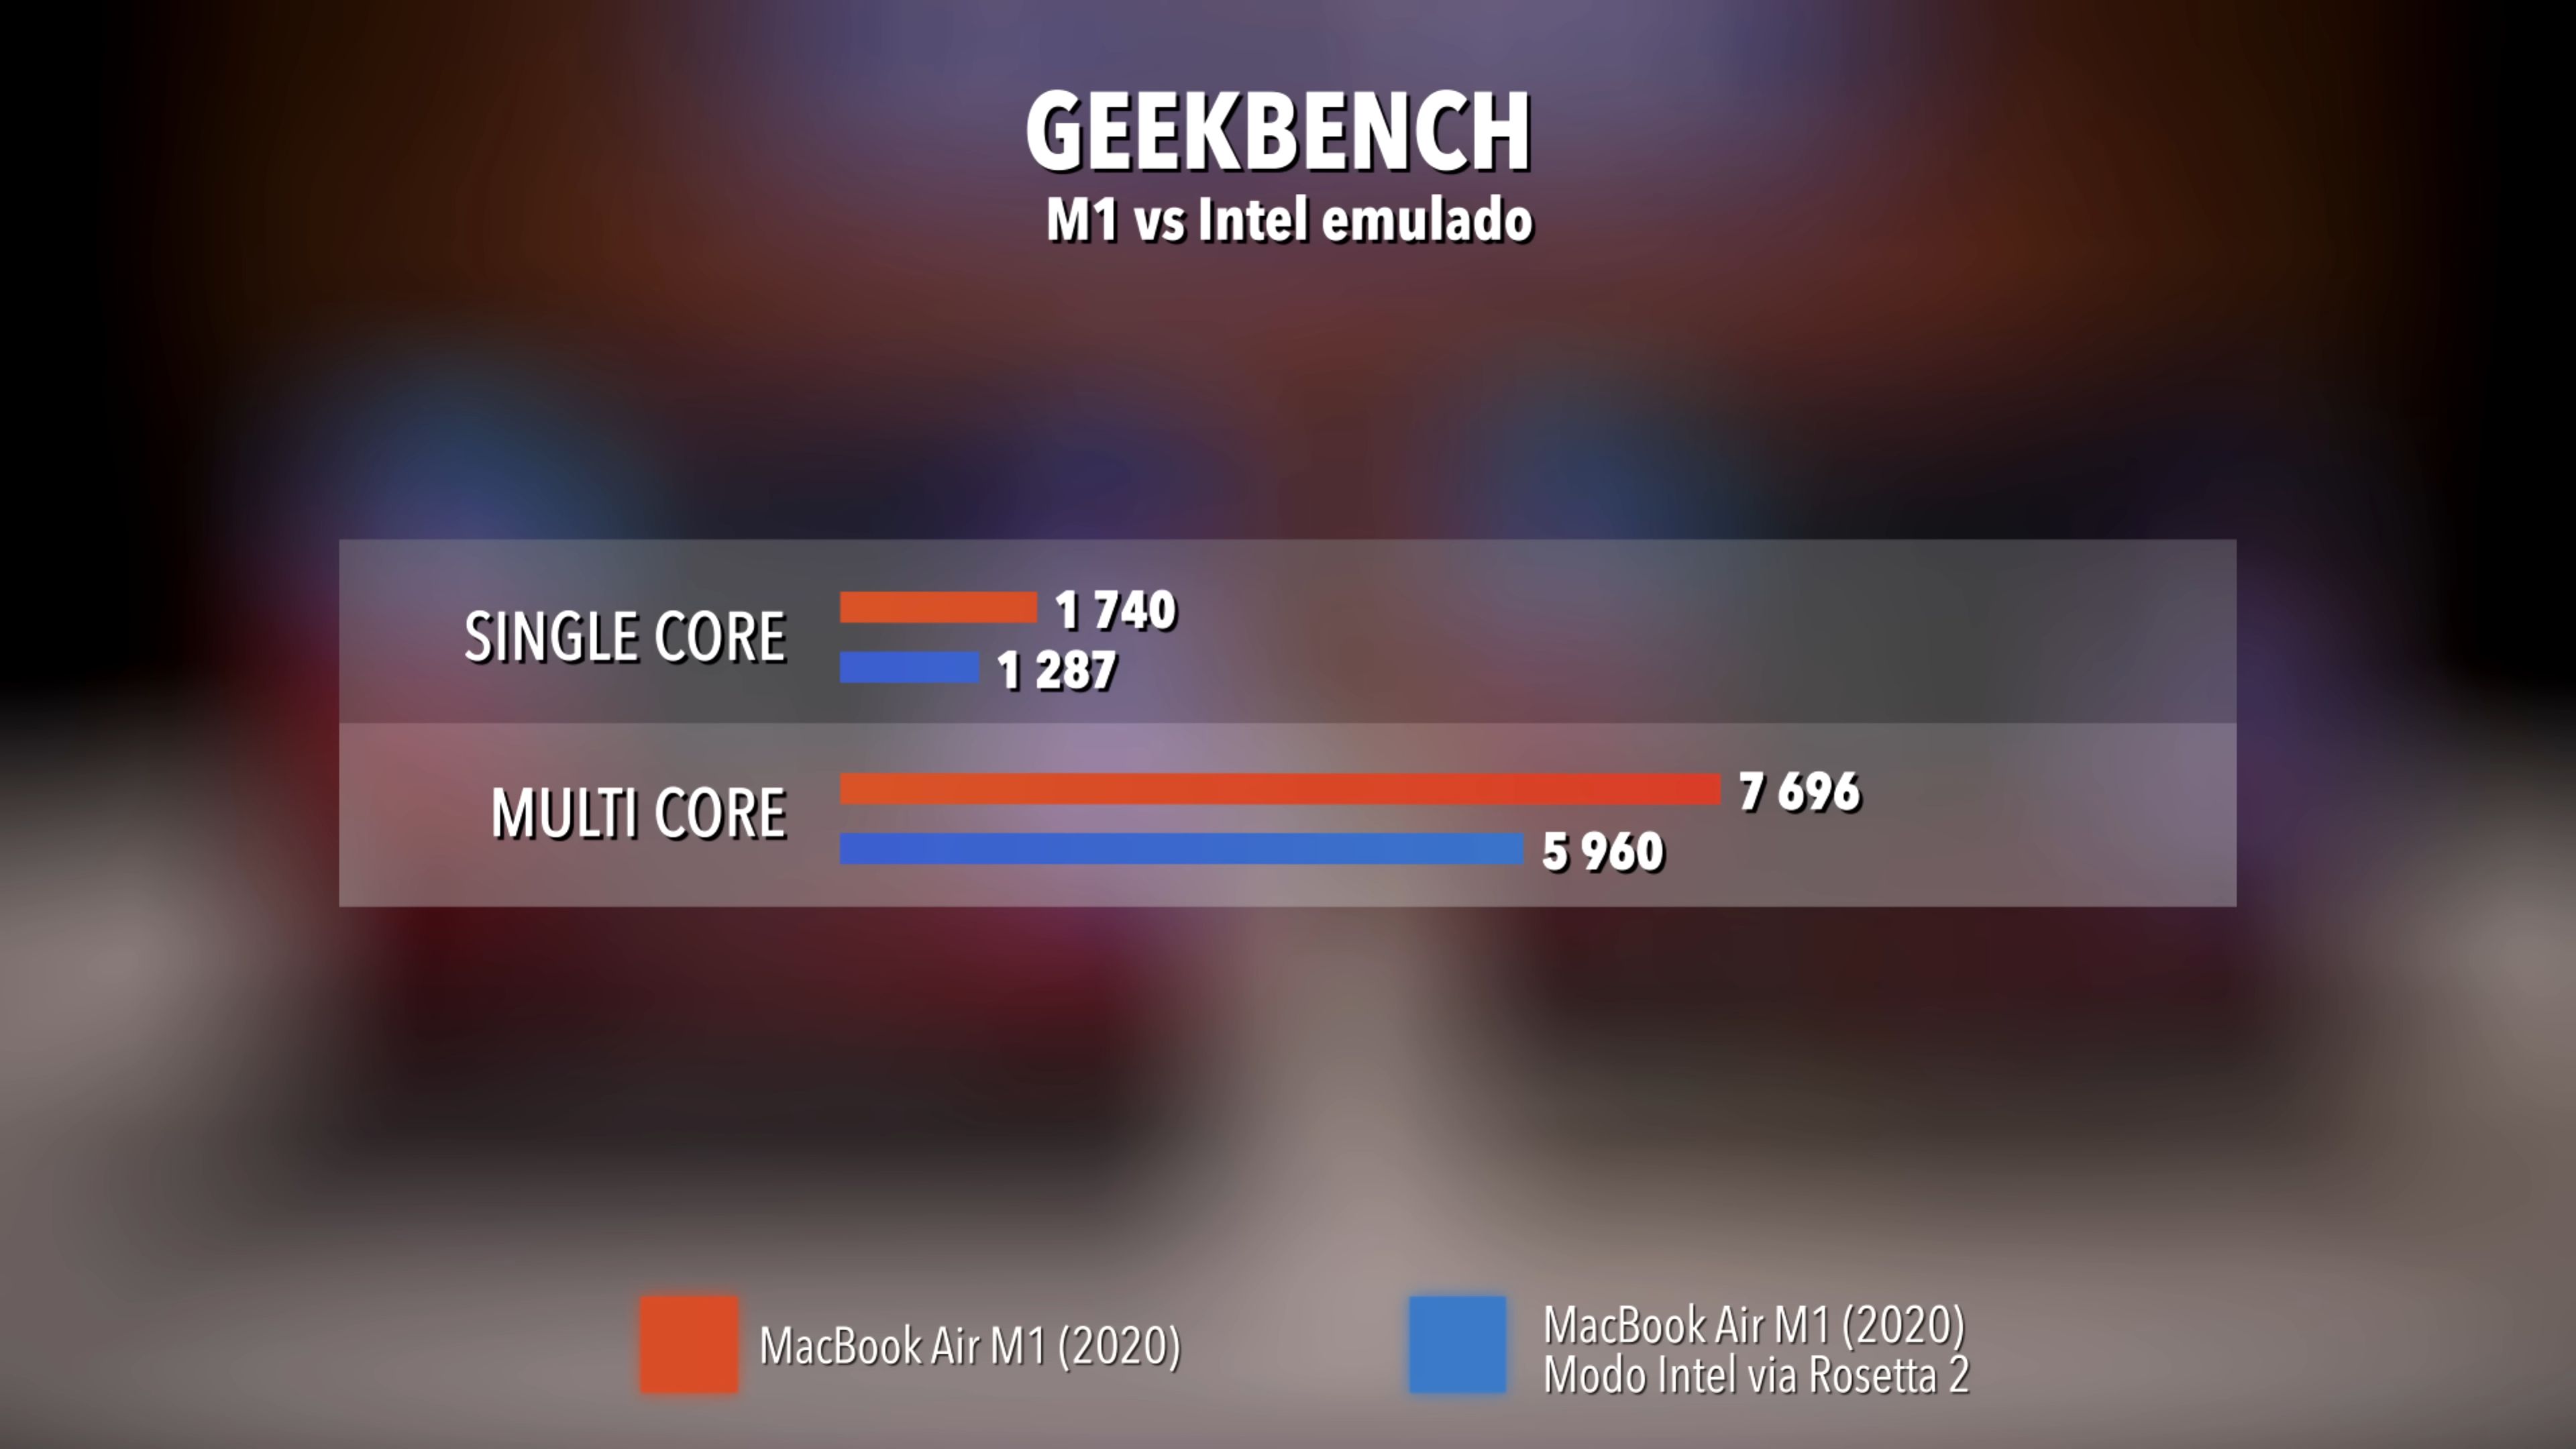 GEEKBENCH
M1 vs Intel emulado
SINGLE CORE
1 740
1 287
MULTI CORE
7 696
5 960
MacBook Air M1 (2020)
MacBook Air M1 (2020)
Modo Intel via Rosetta 2